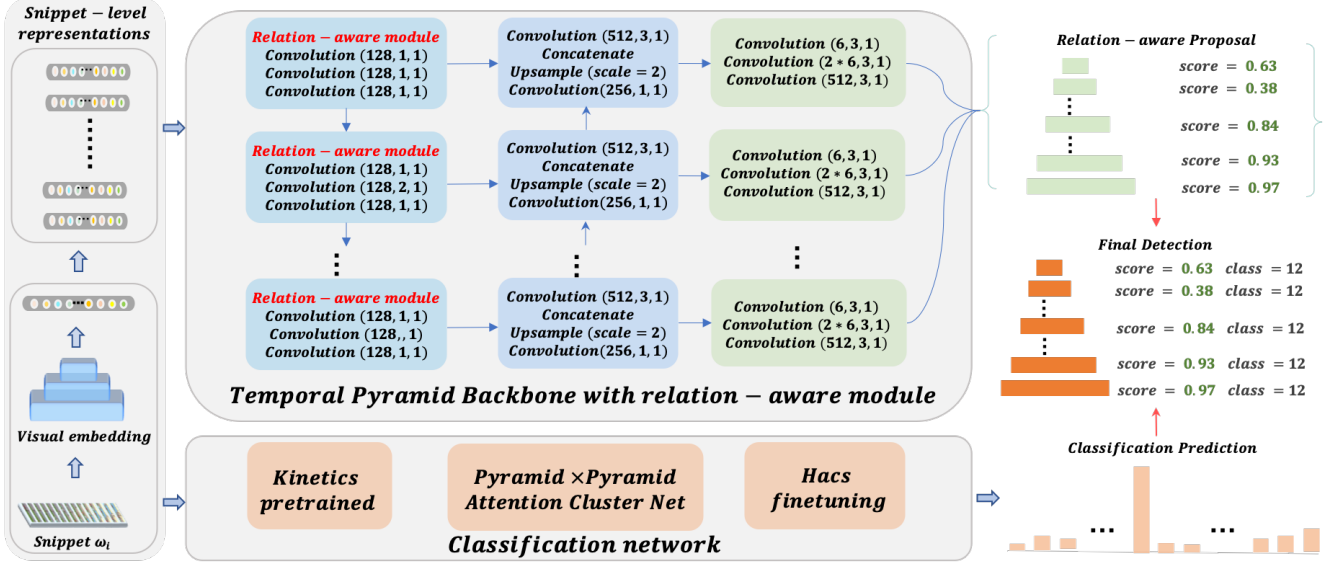 Snippet − level
representations
Visual embedding
Snippet ωi
Relation − aware module
Convolution (128, 1, 1)
Convolution (128, 1, 1)
Convolution (128, 1, 1)
Convolution (512, 3, 1)
Concatenate
Upsample (scale = 2)
Convolution(256, 1, 1)
Convolution (6, 3, 1)
Convolution (2 ∗ 6, 3, 1)
Convolution (512, 3, 1)
Relation − aware module
Convolution (128, 1, 1)
Convolution (128, 2, 1)
Convolution (128, 1, 1)
Convolution (512, 3, 1)
Concatenate
Upsample (scale = 2)
Convolution(256, 1, 1)
Convolution (6, 3, 1)
Convolution (2 ∗ 6, 3, 1)
Convolution (512, 3, 1)
Relation − aware module
Convolution (128, 1, 1)
Convolution (128, , 1)
Convolution (128, 1, 1)
Convolution (512, 3, 1)
Concatenate
Upsample (scale = 2)
Convolution(256, 1, 1)
Convolution (6, 3, 1)
Convolution (2 ∗ 6, 3, 1)
Convolution (512, 3, 1)
Temporal Pyramid Backbone with relation − aware module
Kinetics
pretrained
Pyramid ×Pyramid
Attention Cluster Net
Hacs
finetuning
Classification network
Relation − aware Proposal
score = 0.63
score = 0.38
score = 0.84
score = 0.93
score = 0.97
Final Detection
score = 0.63 class = 12
score = 0.38 class = 12
score = 0.84 class = 12
score = 0.93 class = 12
score = 0.97 class = 12
Classification Prediction